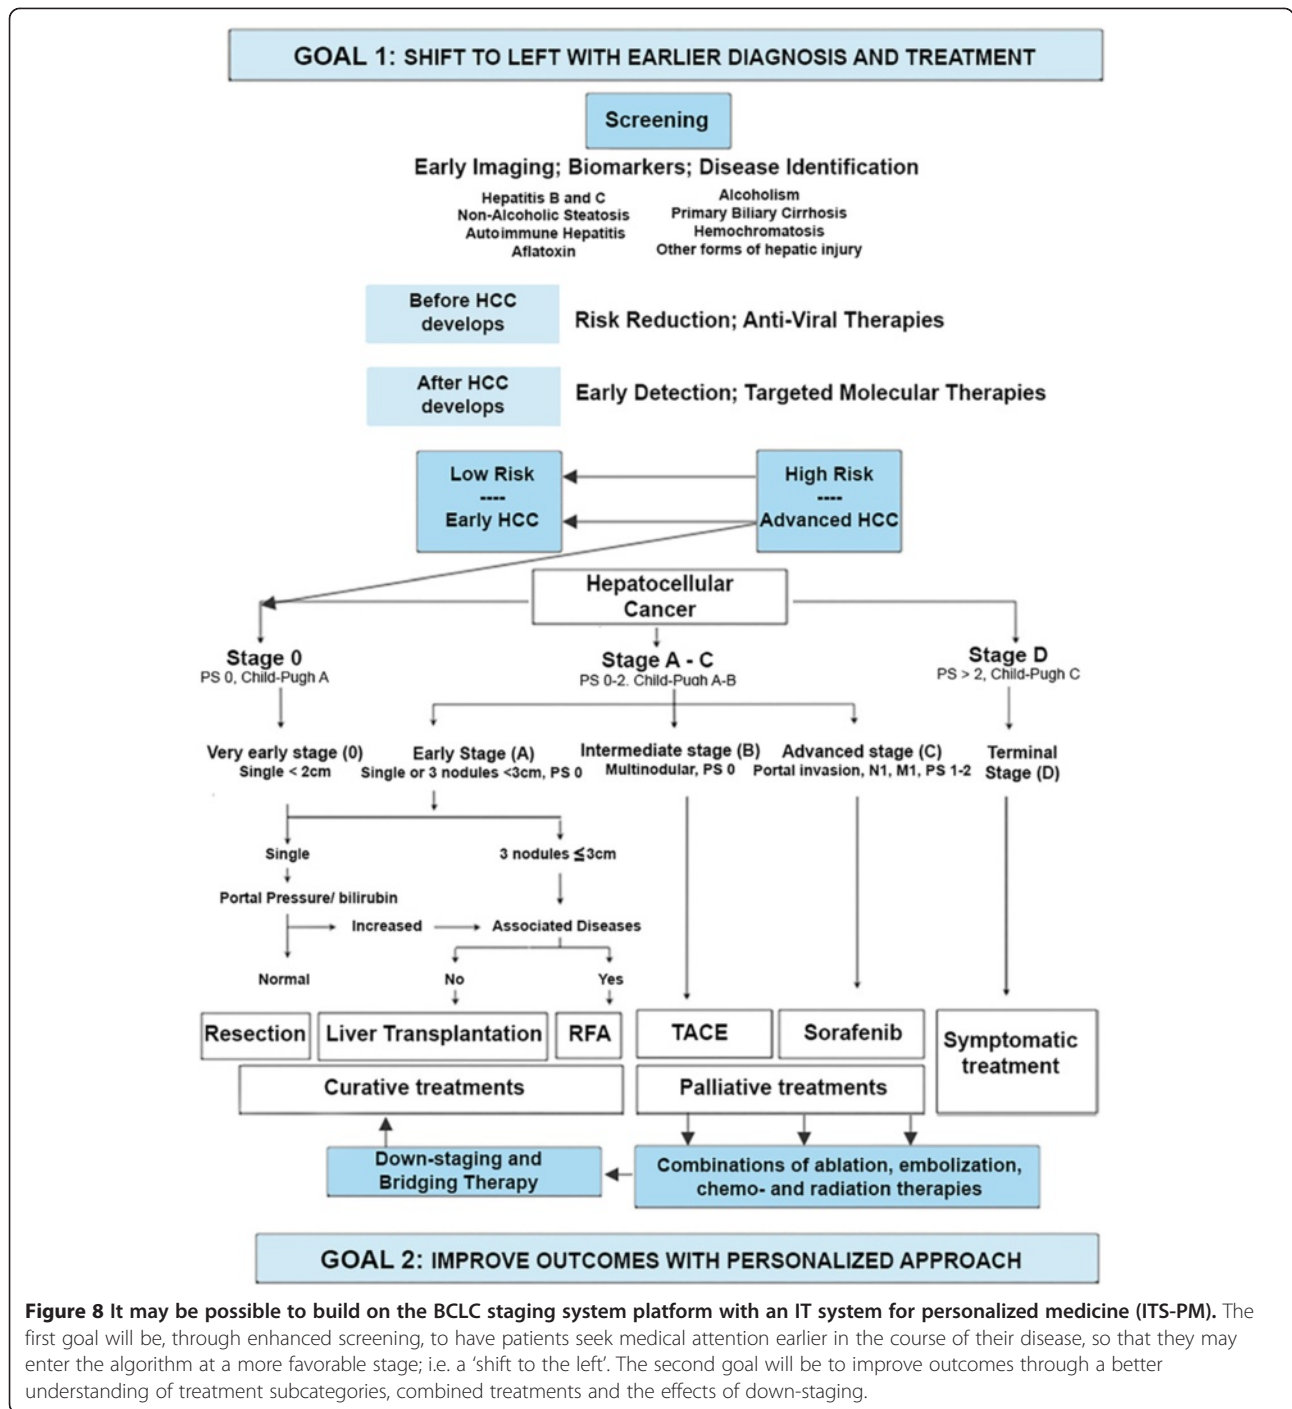 GOAL 1: SHIFT TO LEFT WITH EARLIER DIAGNOSIS AND TREATMENT
Screening
Early Imaging; Biomarkers; Disease Identification
Hepatitis B and C
Non-Alcoholic Steatosis
Autoimmune Hepatitis
Aflatoxin
Alcoholism
Primary Biliary Cirrhosis
Hemochromatosis
Other forms of hepatic injury
Before HCC
develops
Risk Reduction; Anti-Viral Therapies
After HCC
develops
Early Detection; Targeted Molecular Therapies
Low Risk
----
Early HCC
High Risk
----
Advanced HCC
Hepatocellular
Cancer
Stage 0
PS 0, Child-Pugh A
Stage A - C
PS 0-2. Child-Pugh A-B
Stage D
PS > 2, Child-Pugh C
Very early stage (0)
Single < 2cm
Early Stage (A)
Single or 3 nodules <3cm, PS 0
Intermediate stage (B)
Multinodular, PS 0
Advanced stage (C)
Portal invasion, N1, M1, PS 1-2
Terminal
Stage (D)
Single
3 nodules ≦3cm
Portal Pressure/ bilirubin
Increased
Associated Diseases
Normal
No
Yes
Resection
Liver Transplantation
RFA
TACE
Sorafenib
Symptomatic
treatment
Curative treatments
Palliative treatments
Down-staging and
Bridging Therapy
Combinations of ablation, embolization,
chemo- and radiation therapies
GOAL 2: IMPROVE OUTCOMES WITH PERSONALIZED APPROACH
Figure 8 It may be possible to build on the BCLC staging system platform with an IT system for personalized medicine (ITS-PM). The
first goal will be, through enhanced screening, to have patients seek medical attention earlier in the course of their disease, so that they may
enter the algorithm at a more favorable stage; i.e. a ‘shift to the left’. The second goal will be to improve outcomes through a better
understanding of treatment subcategories, combined treatments and the effects of down-staging.